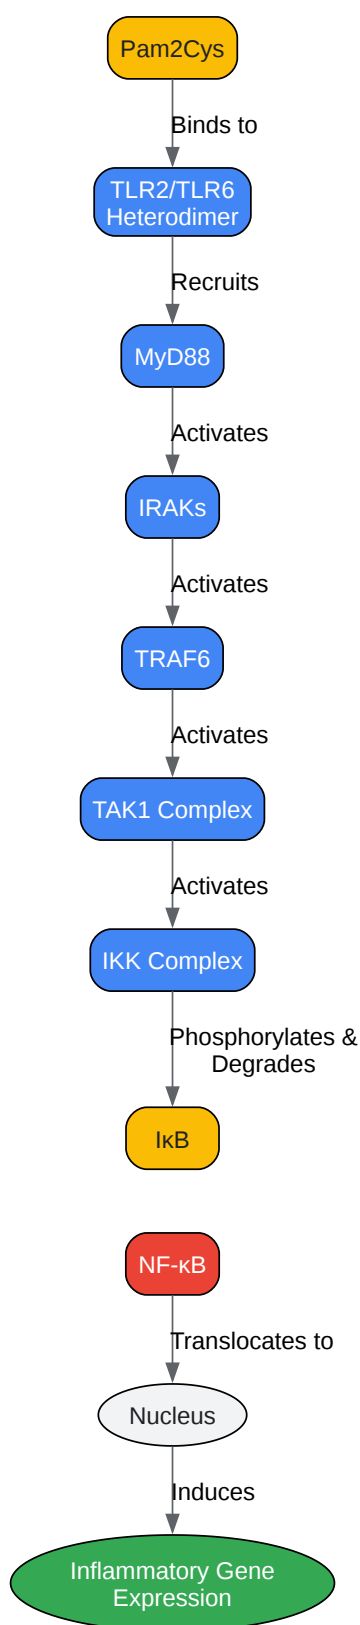 Pam2Cys
Binds to
TLR2/TLR6
Heterodimer
Recruits
MyD88
Activates
IRAKs
Activates
TRAF6
Activates
TAK1 Complex
Activates
IKK Complex
Phosphorylates &
Degrades
IκB
NF-κB
Translocates to
Nucleus
Induces
Inflammatory Gene
Expression